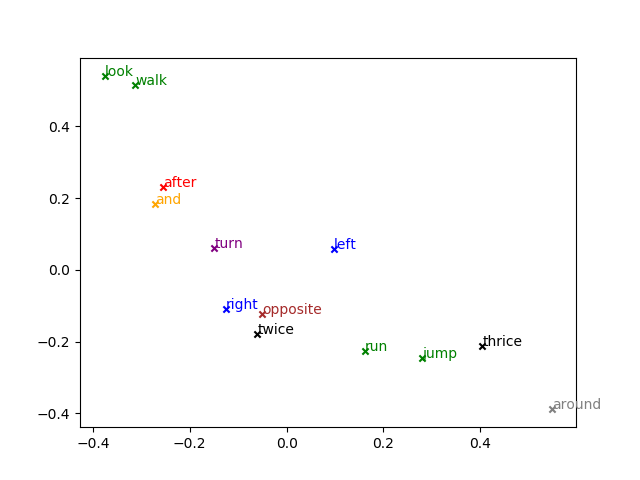 look
walk
0.4
after
0.2
and
turn
left
0.0
right
opposite
twice
−0.2
thrice
run
jump
around
−0.4
−0.4
−0.2
0.0
0.2
0.4